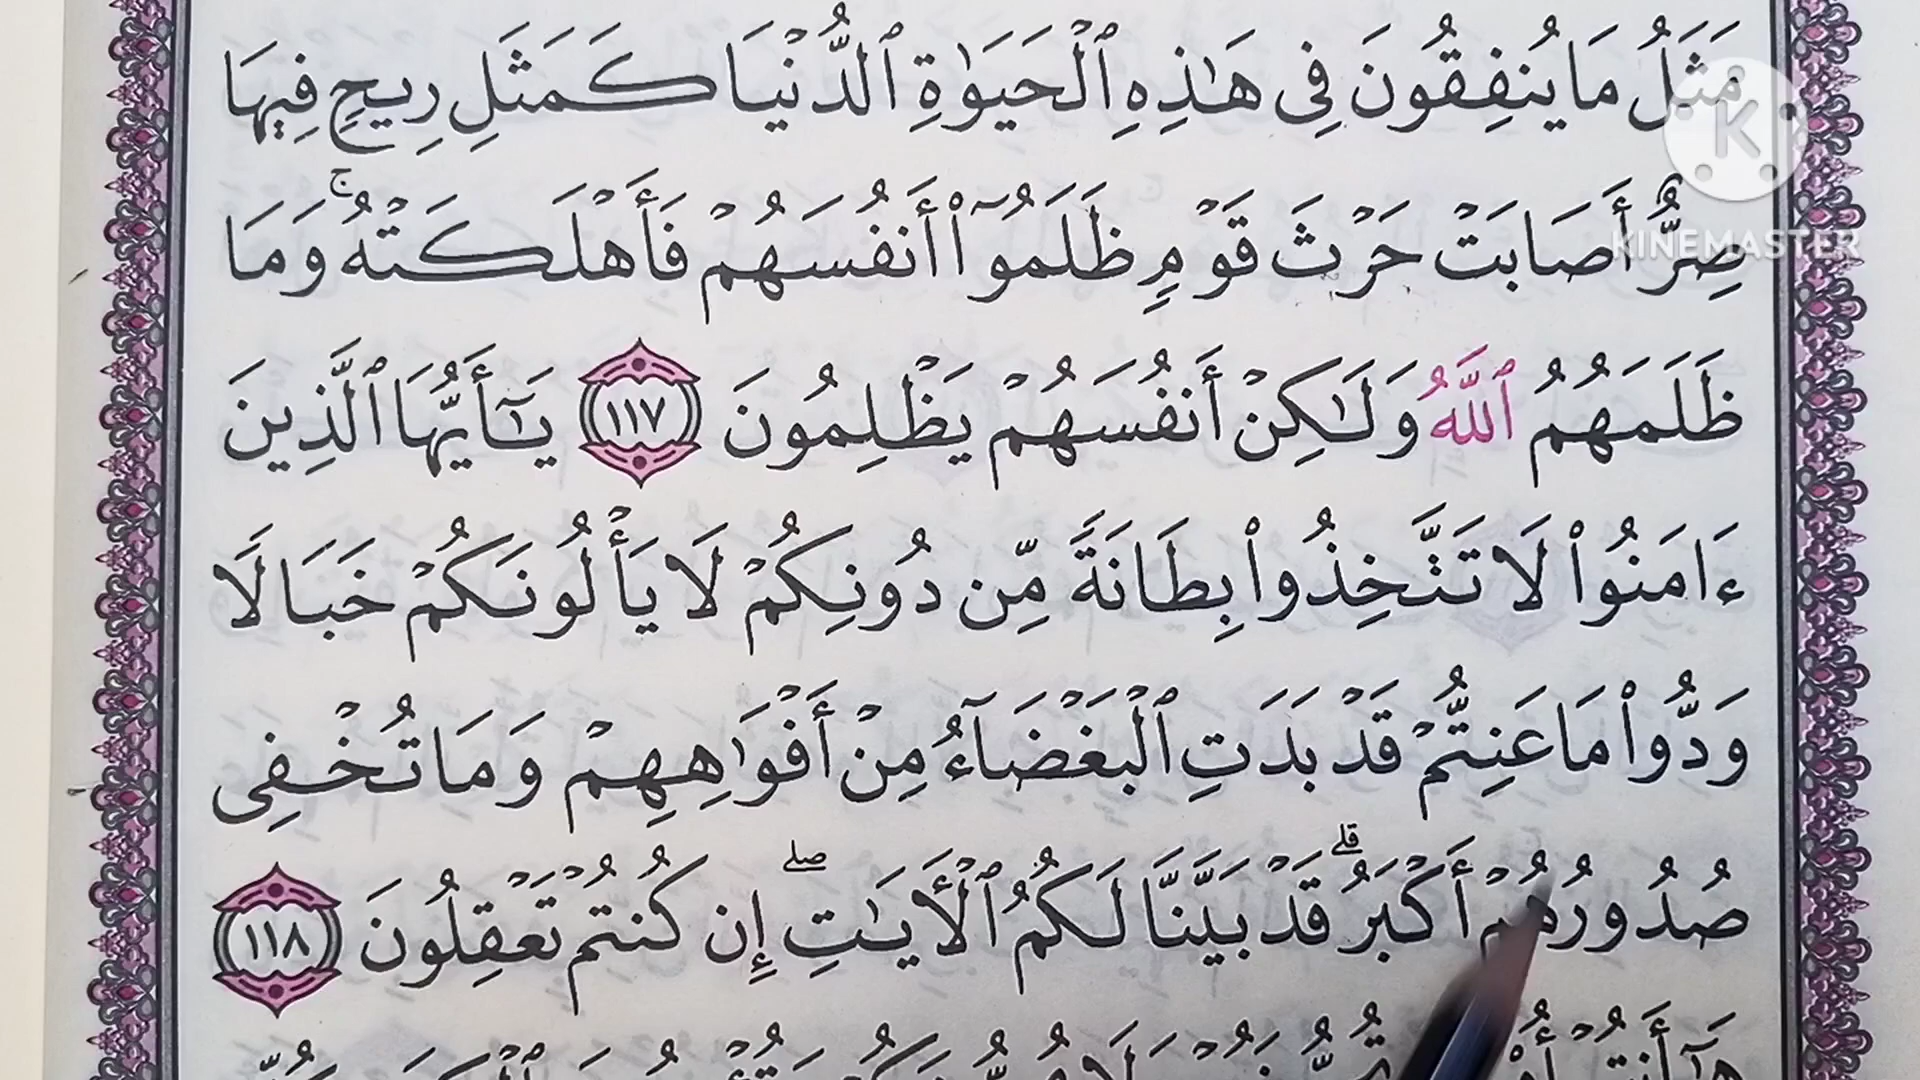 مَثَلُ مَا يُنفِقُونَ فِى هَٰذِهِ ٱلْحَيَوٰةِ ٱلدُّنْيَا كَمَثَلِ رِيحٍ فِيهَا
صِرٌّ أَصَابَتْ حَرْثَ قَوْمٍ ظَلَمُوٓا۟ أَنفُسَهُمْ فَأَهْلَكَتْهُ ۚ وَمَا
KINEMASTER
ظَلَمَهُمُ ٱللَّهُ وَلَٰكِنْ أَنفُسَهُمْ يَظْلِمُونَ ١١٧ يَٰٓأَيُّهَا ٱلَّذِينَ
ءَامَنُوا۟ لَا تَتَّخِذُوا۟ بِطَانَةً مِّن دُونِكُمْ لَا يَأْلُونَكُمْ خَبَالًا
وَدُّوا۟ مَا عَنِتُّمْ قَدْ بَدَتِ ٱلْبَغْضَآءُ مِنْ أَفْوَٰهِهِمْ وَمَا تُخْفِى
صُدُورُهُمْ أَكْبَرُ ۚ قَدْ بَيَّنَّا لَكُمُ ٱلْأَيَٰتِ ۖ إِن كُنتُمْ تَعْقِلُونَ ١١٨